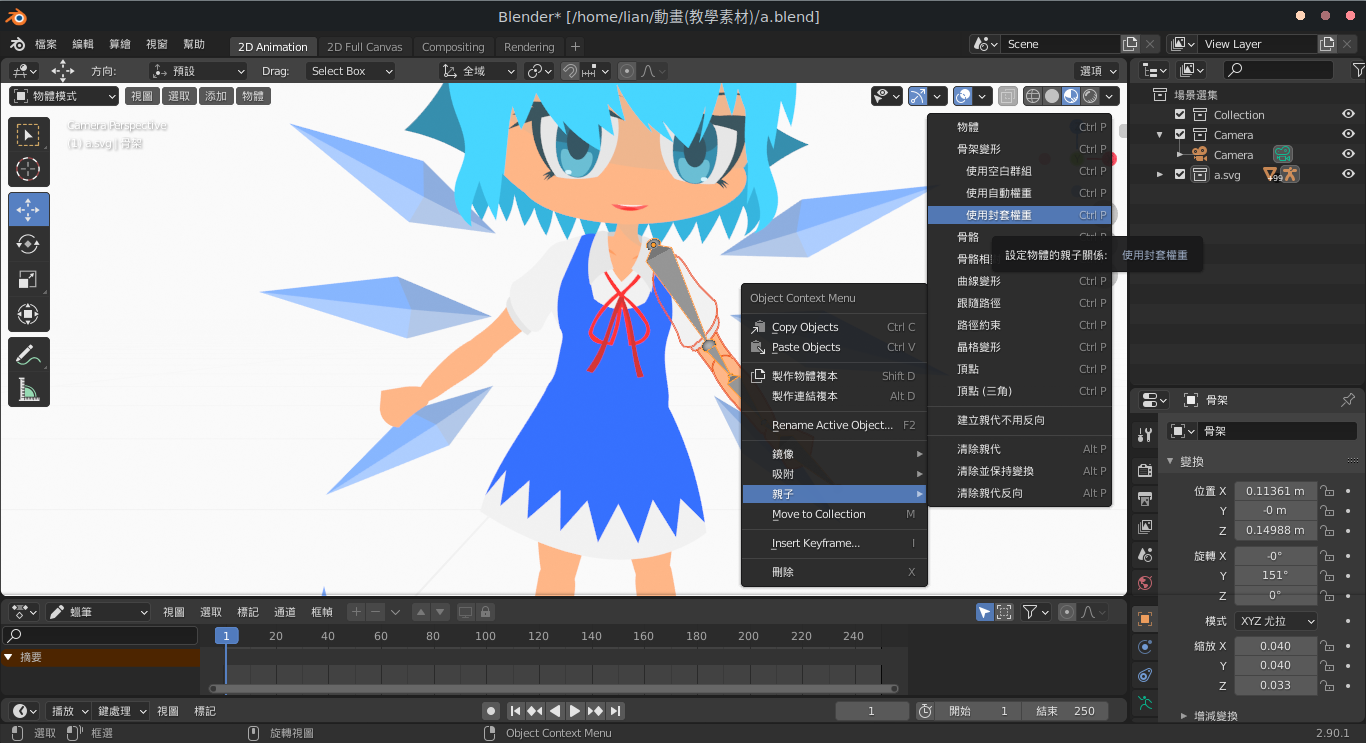 Blender* [/home/lian/動畫(教學素材)/a.blend]
檔案 編輯 算繪 視窗 幫助 2D Animation 2D Full Canvas Compositing Rendering + Scene View Layer
方向: 預設 Drag: Select Box 全域 選項
物體模式 視圖 選取 添加 物體
Camera Perspective
(1) a.svg | 骨架
物體 Ctrl P
骨架變形 Ctrl P
使用空白群組 Ctrl P
使用自動權重 Ctrl P
使用封套權重 Ctrl P
骨骼 Ctrl P
骨骼相
設定物體的親子關係: 使用封套權重
曲線變形 Ctrl P
跟隨路徑 Ctrl P
路徑約束 Ctrl P
晶格變形 Ctrl P
頂點 Ctrl P
頂點 (三角) Ctrl P
建立親代不用反向
清除親代 Alt P
清除並保持變換 Alt P
清除親代反向 Alt P
Object Context Menu
Copy Objects Ctrl C
Paste Objects Ctrl V
製作物體複本 Shift D
製作連結複本 Alt D
Rename Active Object... F2
鏡像
吸附
親子
Move to Collection M
Insert Keyframe... I
刪除 X
場景選集
Collection
Camera
Camera
a.svg +99
骨架
骨架
變換
位置 X 0.11361 m
Y -0 m
Z 0.14988 m
旋轉 X -0°
Y 151°
Z 0°
模式 XYZ 尤拉
縮放 X 0.040
Y 0.040
Z 0.033
增減變換
蠟筆 視圖 選取 標記 通道 框幀
1 20 40 60 80 100 120 140 160 180 200 220 240
摘要
播放 鍵處理 視圖 標記 1 開始 1 結束 250
選取 框選 旋轉視圖 Object Context Menu 2.90.1